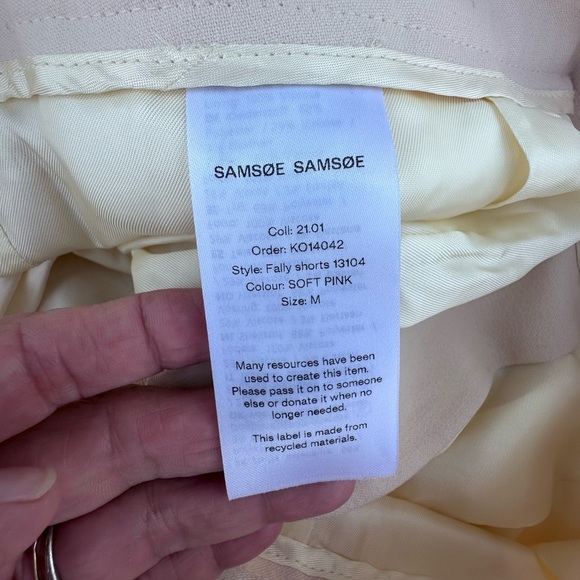 SAMSØE SAMSØE
Coll: 21.01
Order: KO14042
Style: Fally shorts 13104
Colour: SOFT PINK
Size: M
Many resources have been
used to create this item.
Please pass it on to someone
else or donate it when no
longer needed.
This label is made from
recycled materials.